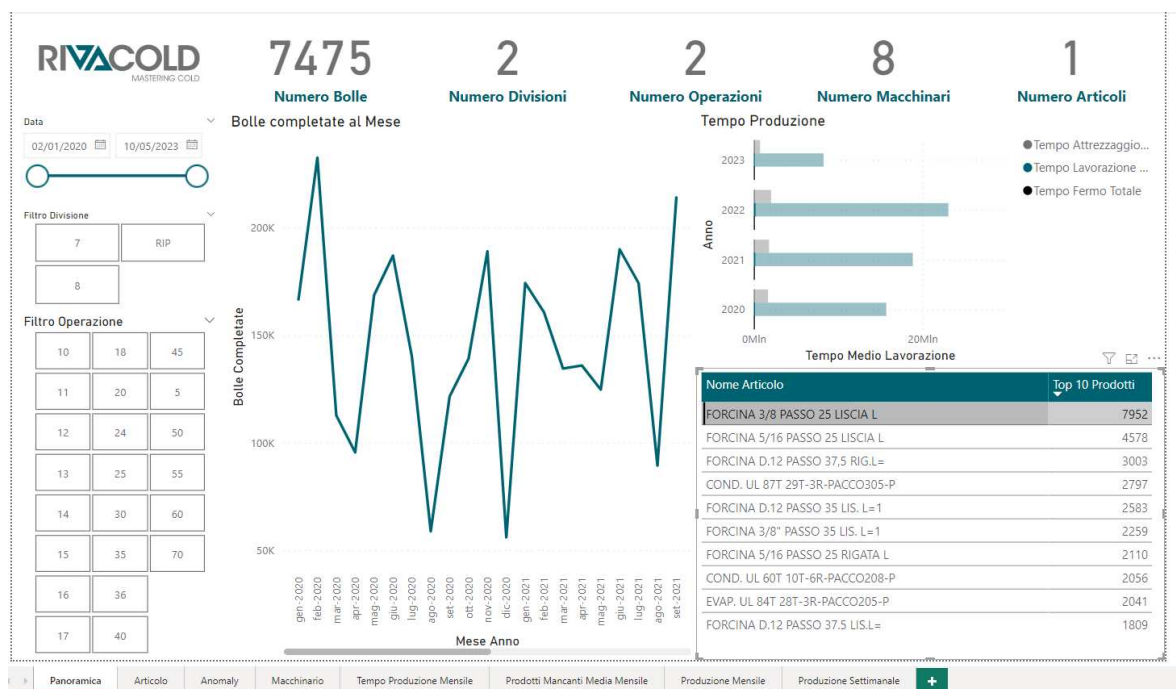 RIVACOLD
MASTERING COLD
7475
Numero Bolle
2
Numero Divisioni
2
Numero Operazioni
8
Numero Macchinari
1
Numero Articoli
Data
02/01/2020
10/05/2023
Filtro Divisione
7
RIP
8
Filtro Operazione
10 18 45
11 20 5
12 24 50
13 25 55
14 30 60
15 35 70
16 36
17 40
Bolle completate al Mese
Bolle Completate
200K
150K
100K
50K
gen-2020
feb-2020
mar-2020
apr-2020
mag-2020
giu-2020
lug-2020
ago-2020
set-2020
ott-2020
nov-2020
dic-2020
gen-2021
feb-2021
mar-2021
apr-2021
mag-2021
giu-2021
lug-2021
ago-2021
set-2021
Mese Anno
Tempo Produzione
Anno
2023
2022
2021
2020
0Mln
20Mln
Tempo Medio Lavorazione
Tempo Attrezzaggio...
Tempo Lavorazione ...
Tempo Fermo Totale
Nome Articolo Top 10 Prodotti
FORCINA 3/8 PASSO 25 LISCIA L 7952
FORCINA 5/16 PASSO 25 LISCIA L 4578
FORCINA D.12 PASSO 37,5 RIG.L= 3003
COND. UL 87T 29T-3R-PACCO305-P 2797
FORCINA D.12 PASSO 35 LIS. L=1 2583
FORCINA 3/8" PASSO 35 LIS. L=1 2259
FORCINA 5/16 PASSO 25 RIGATA L 2110
COND. UL 60T 10T-6R-PACCO208-P 2056
EVAP. UL 84T 28T-3R-PACCO205-P 2041
FORCINA D.12 PASSO 37.5 LIS.L= 1809
Panoramica
Articolo
Anomaly
Macchinario
Tempo Produzione Mensile
Prodotti Mancanti Media Mensile
Produzione Mensile
Produzione Settimanale
+